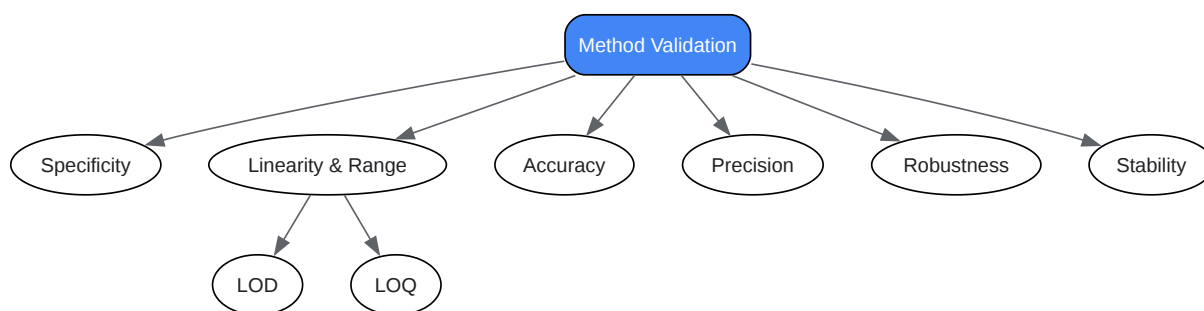 Method Validation
Specificity
Linearity & Range
Accuracy
Precision
Robustness
Stability
LOD
LOQ